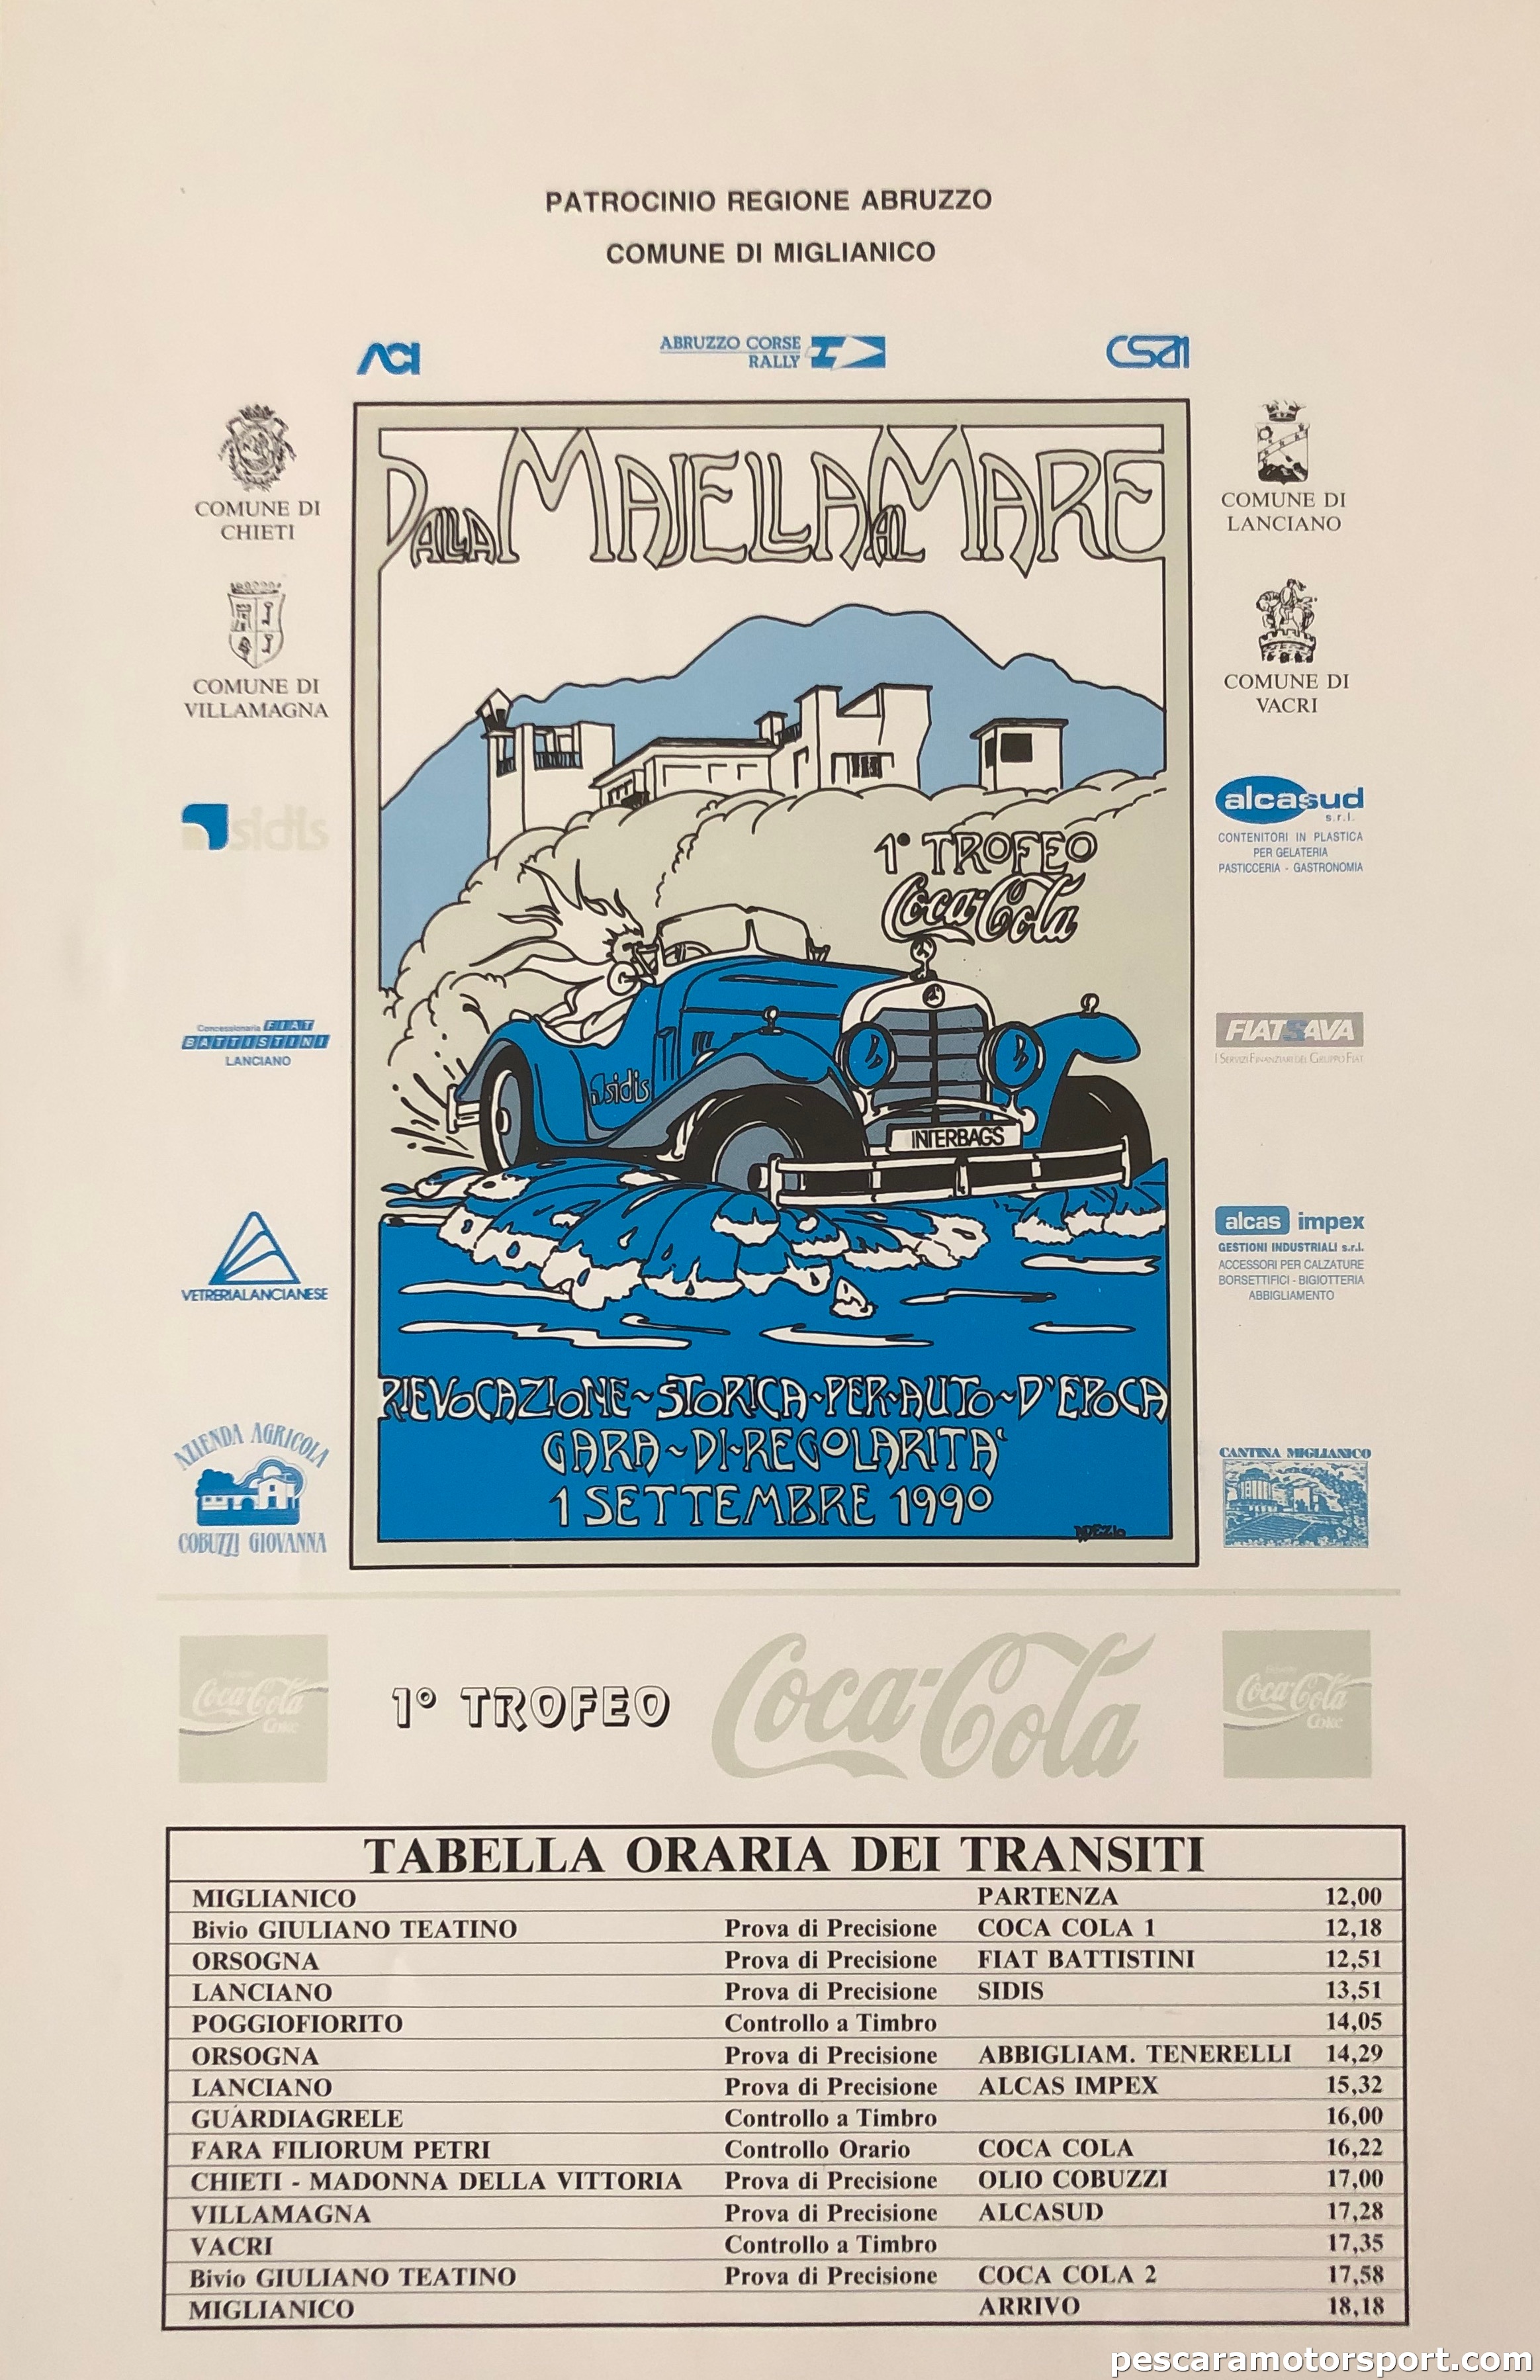 PATROCINIO REGIONE ABRUZZO
COMUNE DI MIGLIANICO
ACI
ABRUZZO CORSE
RALLY
CSAI
COMUNE DI
CHIETI
COMUNE DI
VILLAMAGNA
sidis
Concessionaria FIAT
BATTISTINI
LANCIANO
VETRERIALANCIANESE
AZIENDA AGRICOLA
COBUZZI GIOVANNA
DALLA MAJELLA AL MARE
1° TROFEO
Coca-Cola
sidis
INTERBAGS
RIEVOCAZIONE~STORICA·PER·AUTO~D'EPOCA
GARA~DI~REGOLARITA'
1 SETTEMBRE 1990
COMUNE DI
LANCIANO
COMUNE DI
VACRI
alcasud
s.r.l.
CONTENITORI IN PLASTICA
PER GELATERIA
PASTICCERIA - GASTRONOMIA
FIATSAVA
I SERVIZI FINANZIARI DEL GRUPPO FIAT
alcas impex
GESTIONI INDUSTRIALI s.r.l.
ACCESSORI PER CALZATURE
BORSETTIFICI - BIGIOTTERIA
ABBIGLIAMENTO
CANTINA MIGLIANICO
Coca-Cola
Coke
1° TROFEO Coca-Cola
Coca-Cola
Coke
TABELLA ORARIA DEI TRANSITI
MIGLIANICO PARTENZA 12,00
Bivio GIULIANO TEATINO Prova di Precisione COCA COLA 1 12,18
ORSOGNA Prova di Precisione FIAT BATTISTINI 12,51
LANCIANO Prova di Precisione SIDIS 13,51
POGGIOFIORITO Controllo a Timbro 14,05
ORSOGNA Prova di Precisione ABBIGLIAM. TENERELLI 14,29
LANCIANO Prova di Precisione ALCAS IMPEX 15,32
GUARDIAGRELE Controllo a Timbro 16,00
FARA FILIORUM PETRI Controllo Orario COCA COLA 16,22
CHIETI - MADONNA DELLA VITTORIA Prova di Precisione OLIO COBUZZI 17,00
VILLAMAGNA Prova di Precisione ALCASUD 17,28
VACRI Controllo a Timbro 17,35
Bivio GIULIANO TEATINO Prova di Precisione COCA COLA 2 17,58
MIGLIANICO ARRIVO 18,18
pescaramotorsport.com